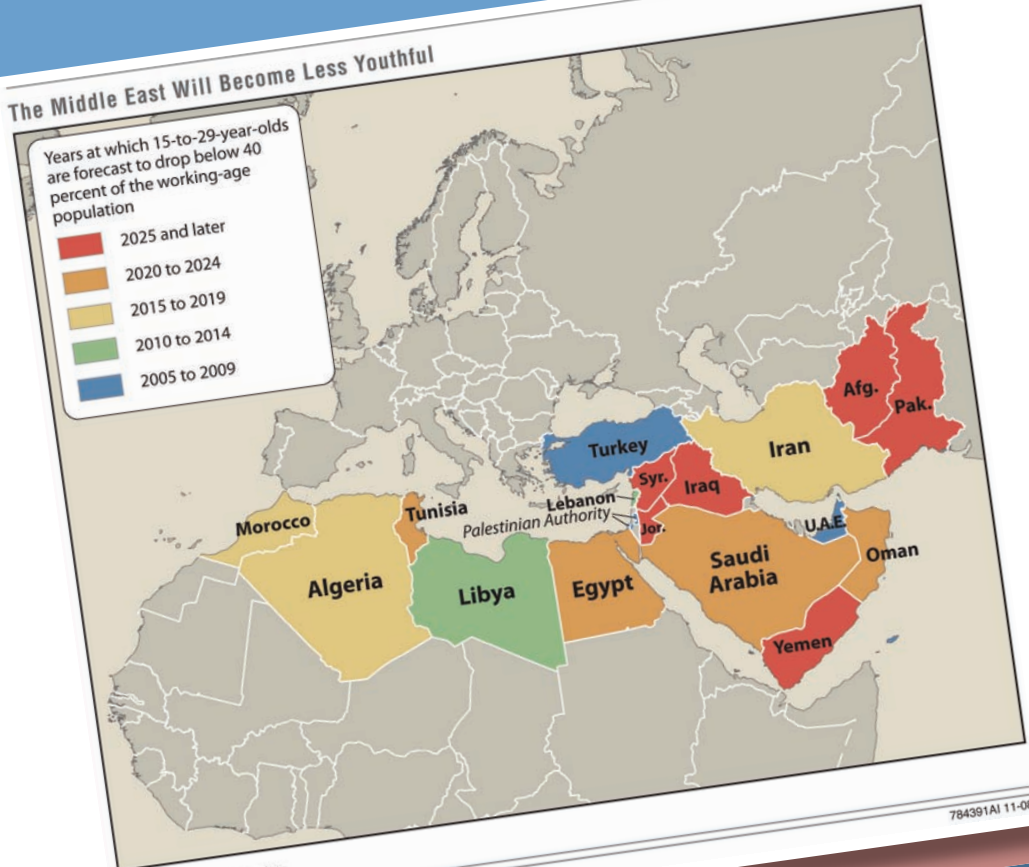 The Middle East Will Become Less Youthful
Years at which 15-to-29-year-olds
are forecast to drop below 40
percent of the working-age
population
2025 and later
2020 to 2024
2015 to 2019
2010 to 2014
2005 to 2009
Afg.
Pak.
Turkey
Iran
Syr.
Iraq
Lebanon
Palestinian Authority
Jor.
U.A.E.
Morocco
Tunisia
Algeria
Libya
Egypt
Saudi
Arabia
Oman
Yemen
784391AI 11-08